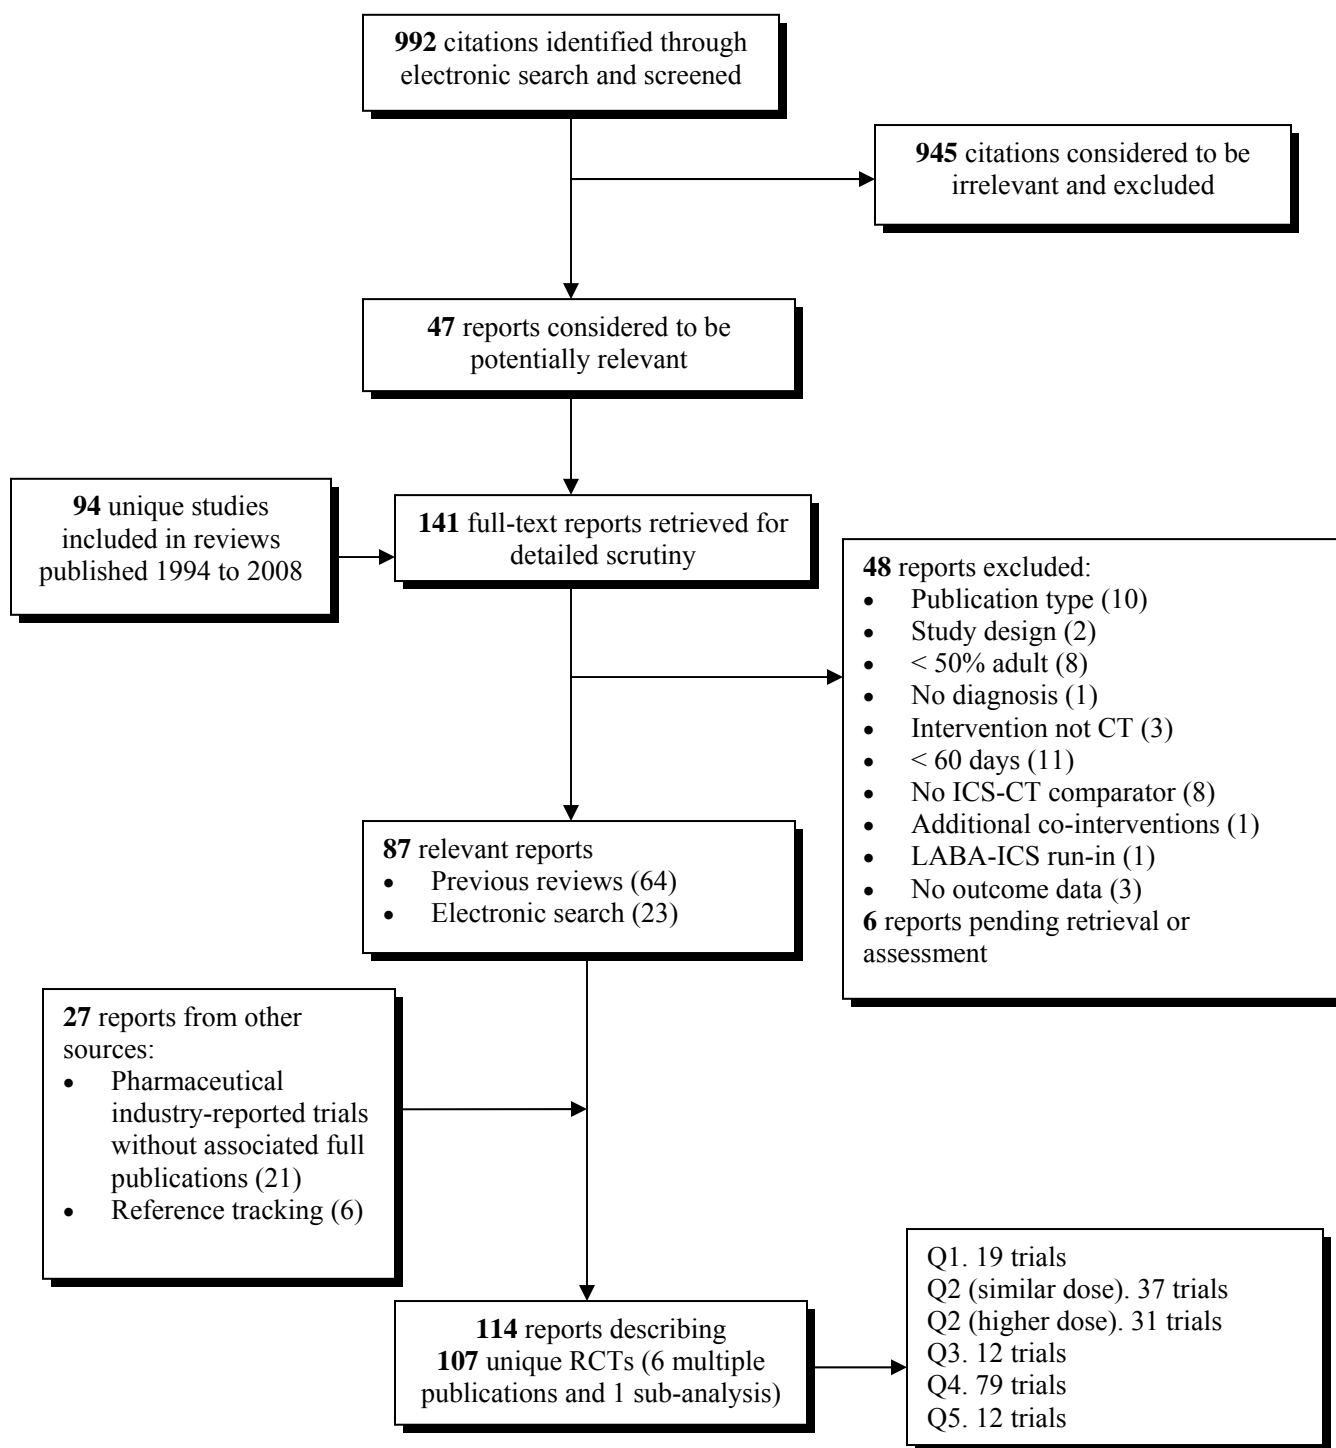 992 citations identified through
electronic search and screened
945 citations considered to be
irrelevant and excluded
47 reports considered to be
potentially relevant
94 unique studies
included in reviews
published 1994 to 2008
141 full-text reports retrieved for
detailed scrutiny
48 reports excluded:
• Publication type (10)
• Study design (2)
• < 50% adult (8)
• No diagnosis (1)
• Intervention not CT (3)
• < 60 days (11)
• No ICS-CT comparator (8)
• Additional co-interventions (1)
• LABA-ICS run-in (1)
• No outcome data (3)
6 reports pending retrieval or
assessment
87 relevant reports
• Previous reviews (64)
• Electronic search (23)
27 reports from other
sources:
• Pharmaceutical
industry-reported trials
without associated full
publications (21)
• Reference tracking (6)
114 reports describing
107 unique RCTs (6 multiple
publications and 1 sub-analysis)
Q1. 19 trials
Q2 (similar dose). 37 trials
Q2 (higher dose). 31 trials
Q3. 12 trials
Q4. 79 trials
Q5. 12 trials